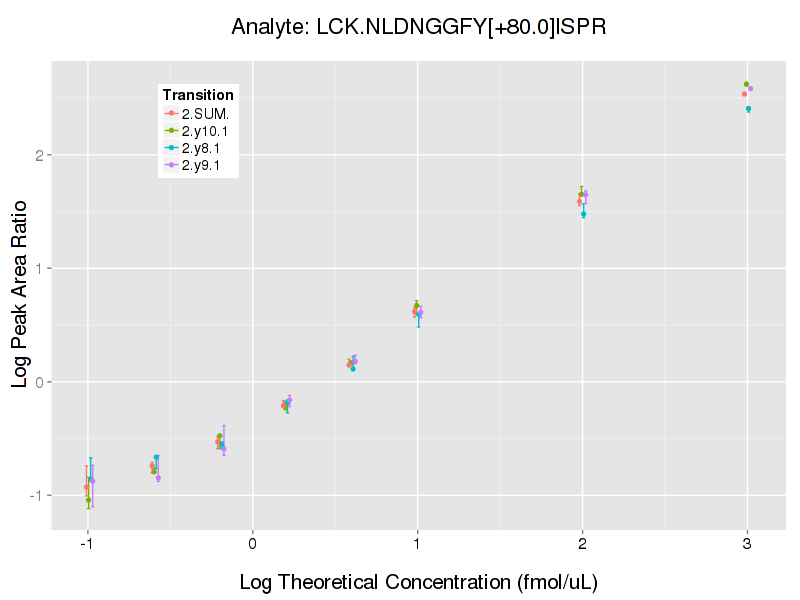 Analyte: LCK.NLDNGGFY[+80.0]ISPR
Transition
2.SUM.
2.y10.1
2.y8.1
2.y9.1
Log Peak Area Ratio
2
1
0
-1
-1 0 1 2 3
Log Theoretical Concentration (fmol/uL)